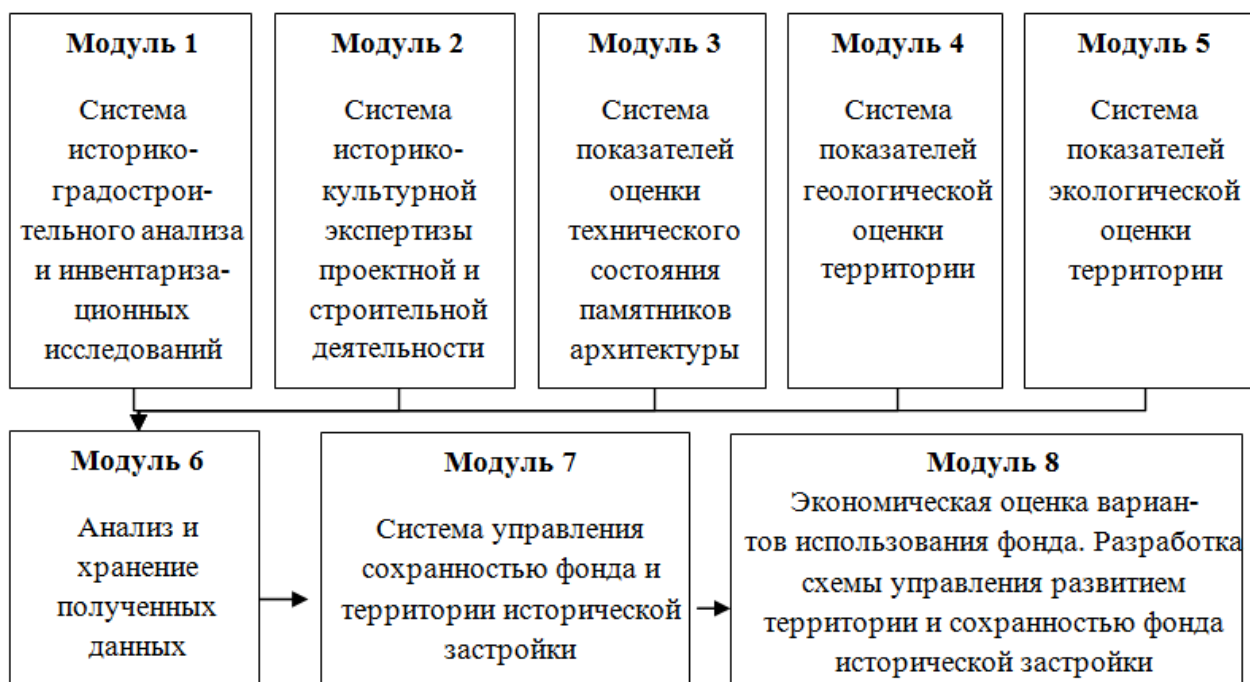 Модуль 1
Система
историко-
градострои-
тельного анализа
и инвентариза-
ционных
исследований
Модуль 2
Система
историко-
культурной
экспертизы
проектной и
строительной
деятельности
Модуль 3
Система
показателей
оценки
технического
состояния
памятников
архитектуры
Модуль 4
Система
показателей
геологической
оценки
территории
Модуль 5
Система
показателей
экологической
оценки
территории
Модуль 6
Анализ и
хранение
полученных
данных
Модуль 7
Система управления
сохранностью фонда и
территории исторической
застройки
Модуль 8
Экономическая оценка вариан-
тов использования фонда. Разработка
схемы управления развитием
территории и сохранностью фонда
исторической застройки